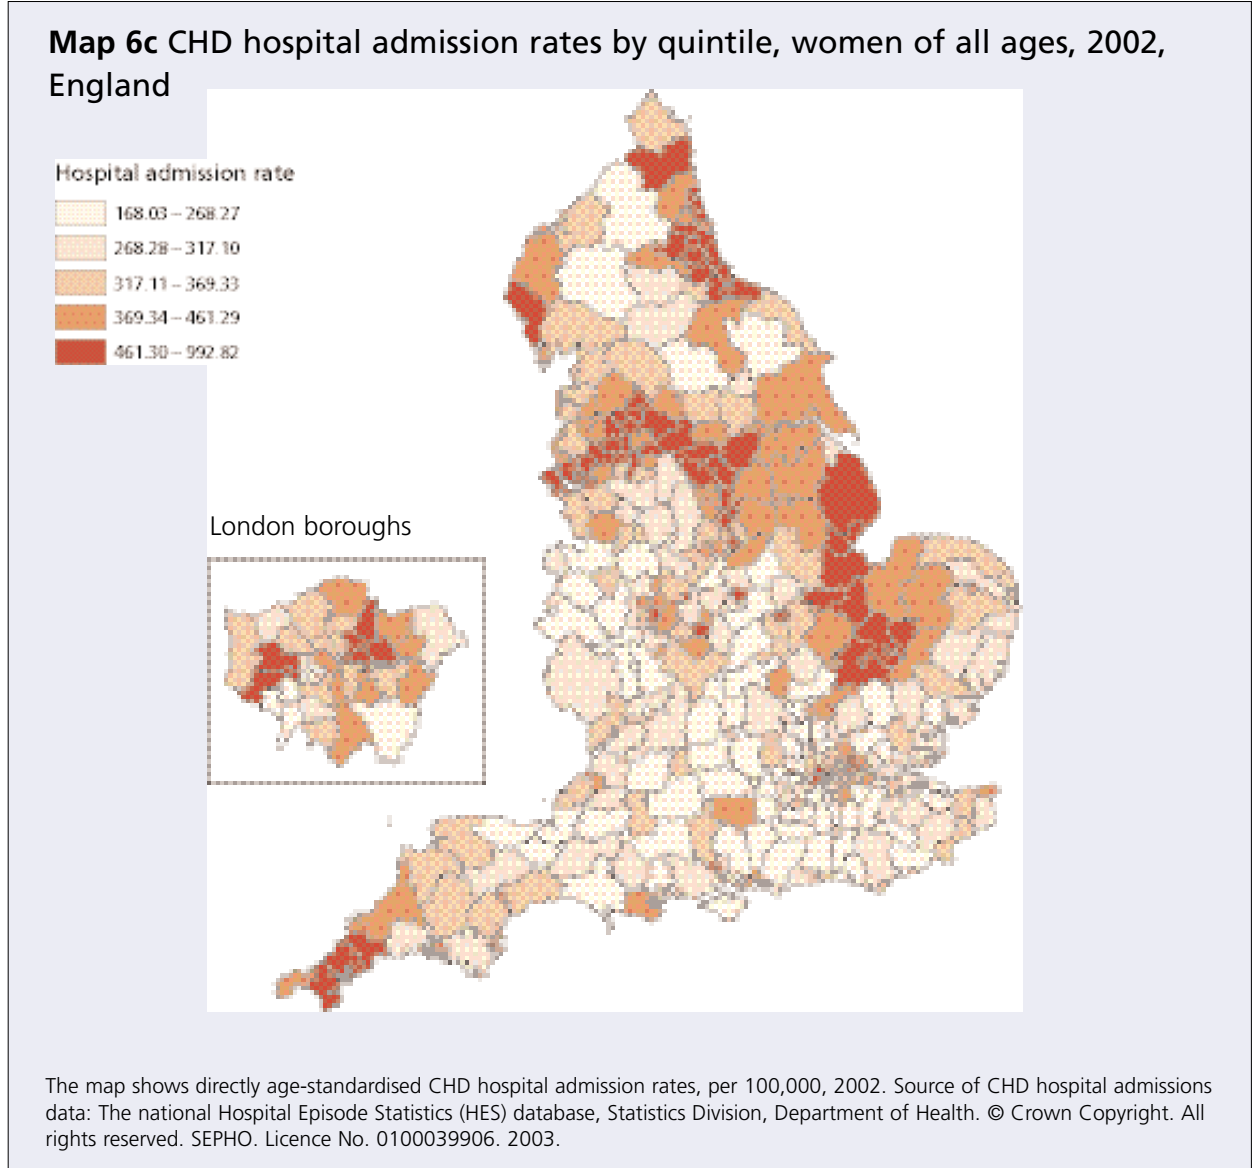 Map 6c CHD hospital admission rates by quintile, women of all ages, 2002,
England
Hospital admission rate
168.03 – 268.27
268.28 – 317.10
317.11 – 369.33
369.34 – 461.29
461.30 – 992.82
London boroughs
The map shows directly age-standardised CHD hospital admission rates, per 100,000, 2002. Source of CHD hospital admissions
data: The national Hospital Episode Statistics (HES) database, Statistics Division, Department of Health. © Crown Copyright. All
rights reserved. SEPHO. Licence No. 0100039906. 2003.